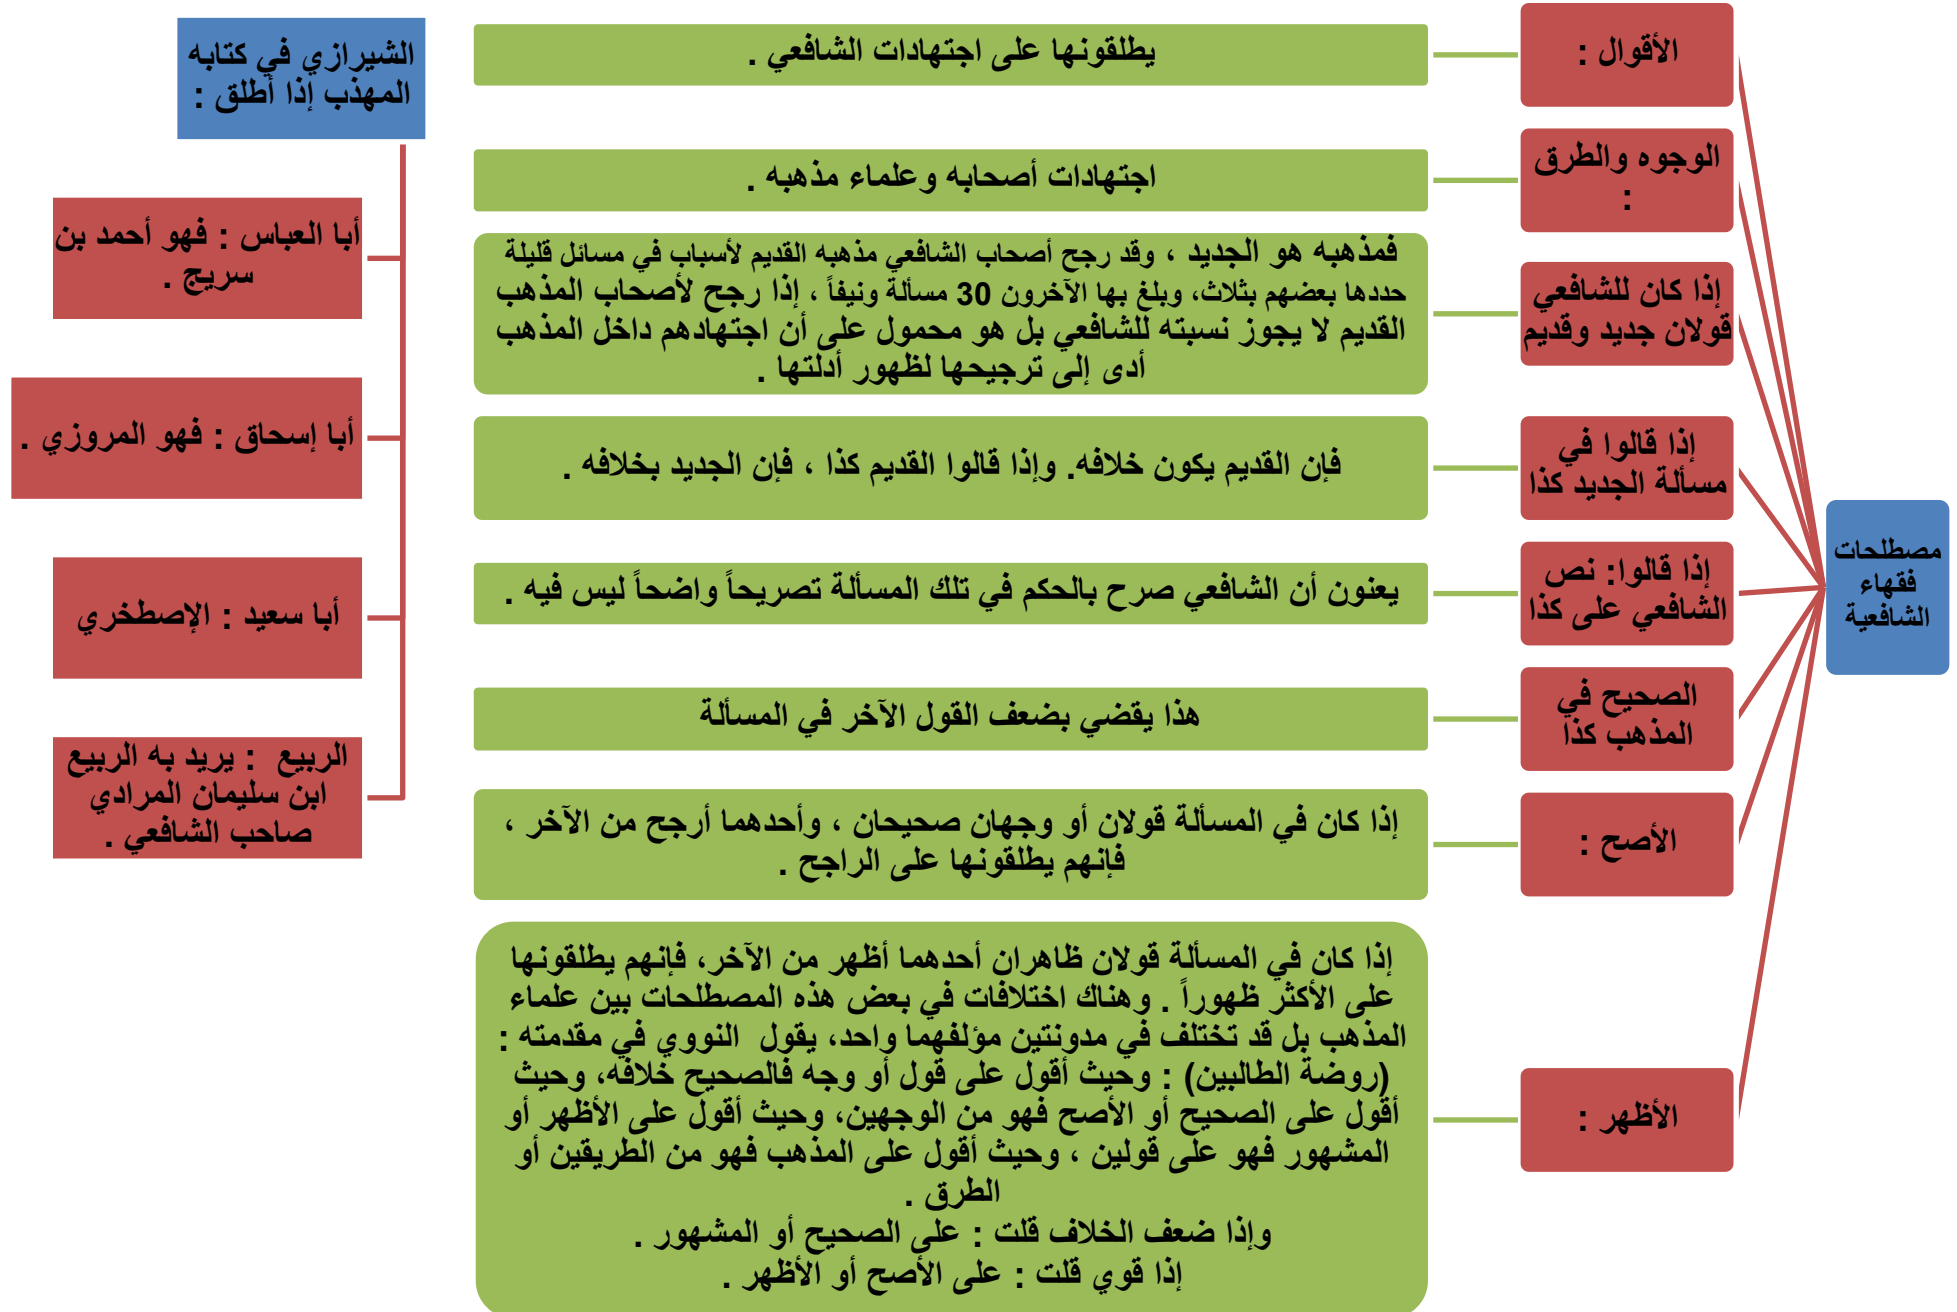 مصطلحات
فقهاء
الشافعية
الأقوال :
يطلقونها على اجتهادات الشافعي .
الوجوه والطرق
:
اجتهادات أصحابه وعلماء مذهبه .
إذا كان للشافعي
قولان جديد وقديم
فمذهبه هو الجديد ، وقد رجح أصحاب الشافعي مذهبه القديم لأسباب في مسائل قليلة
حددها بعضهم بثلاث، وبلغ بها الآخرون 30 مسألة ونيفاً ، إذا رجح لأصحاب المذهب
القديم لا يجوز نسبته للشافعي بل هو محمول على أن اجتهادهم داخل المذهب
أدى إلى ترجيحها لظهور أدلتها .
إذا قالوا في
مسألة الجديد كذا
فإن القديم يكون خلافه. وإذا قالوا القديم كذا ، فإن الجديد بخلافه .
إذا قالوا: نص
الشافعي على كذا
يعنون أن الشافعي صرح بالحكم في تلك المسألة تصريحاً واضحاً ليس فيه .
الصحيح في
المذهب كذا
هذا يقضي بضعف القول الآخر في المسألة
الأصح :
إذا كان في المسألة قولان أو وجهان صحيحان ، وأحدهما أرجح من الآخر ،
فإنهم يطلقونها على الراجح .
الأظهر :
إذا كان في المسألة قولان ظاهران أحدهما أظهر من الآخر، فإنهم يطلقونها
على الأكثر ظهوراً . وهناك اختلافات في بعض هذه المصطلحات بين علماء
المذهب بل قد تختلف في مدونتين مؤلفهما واحد، يقول النووي في مقدمته :
(روضة الطالبين) : وحيث أقول على قول أو وجه فالصحيح خلافه، وحيث
أقول على الصحيح أو الأصح فهو من الوجهين، وحيث أقول على الأظهر أو
المشهور فهو على قولين ، وحيث أقول على المذهب فهو من الطريقين أو
الطرق .
وإذا ضعف الخلاف قلت : على الصحيح أو المشهور .
إذا قوي قلت : على الأصح أو الأظهر .
الشيرازي في كتابه
المهذب إذا أطلق :
أبا العباس : فهو أحمد بن
سريج .
أبا إسحاق : فهو المروزي .
أبا سعيد : الإصطخري
الربيع : يريد به الربيع
ابن سليمان المرادي
صاحب الشافعي .